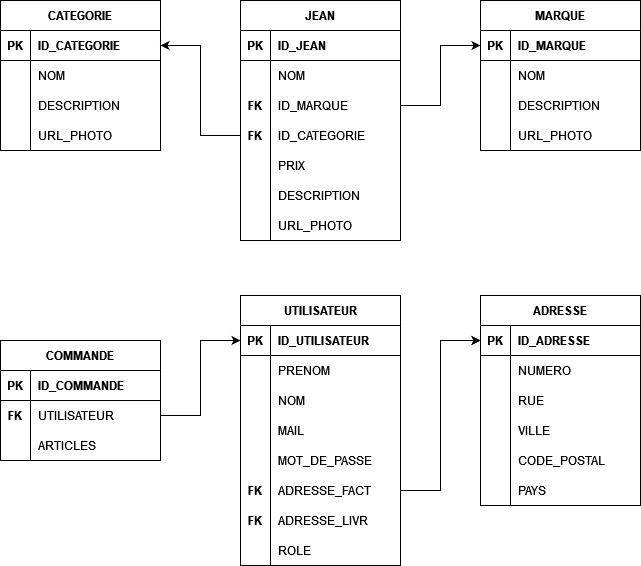 CATEGORIE
PK ID_CATEGORIE
NOM
DESCRIPTION
URL_PHOTO
JEAN
PK ID_JEAN
NOM
FK ID_MARQUE
FK ID_CATEGORIE
PRIX
DESCRIPTION
URL_PHOTO
MARQUE
PK ID_MARQUE
NOM
DESCRIPTION
URL_PHOTO
COMMANDE
PK ID_COMMANDE
FK UTILISATEUR
ARTICLES
UTILISATEUR
PK ID_UTILISATEUR
PRENOM
NOM
MAIL
MOT_DE_PASSE
FK ADRESSE_FACT
FK ADRESSE_LIVR
ROLE
ADRESSE
PK ID_ADRESSE
NUMERO
RUE
VILLE
CODE_POSTAL
PAYS